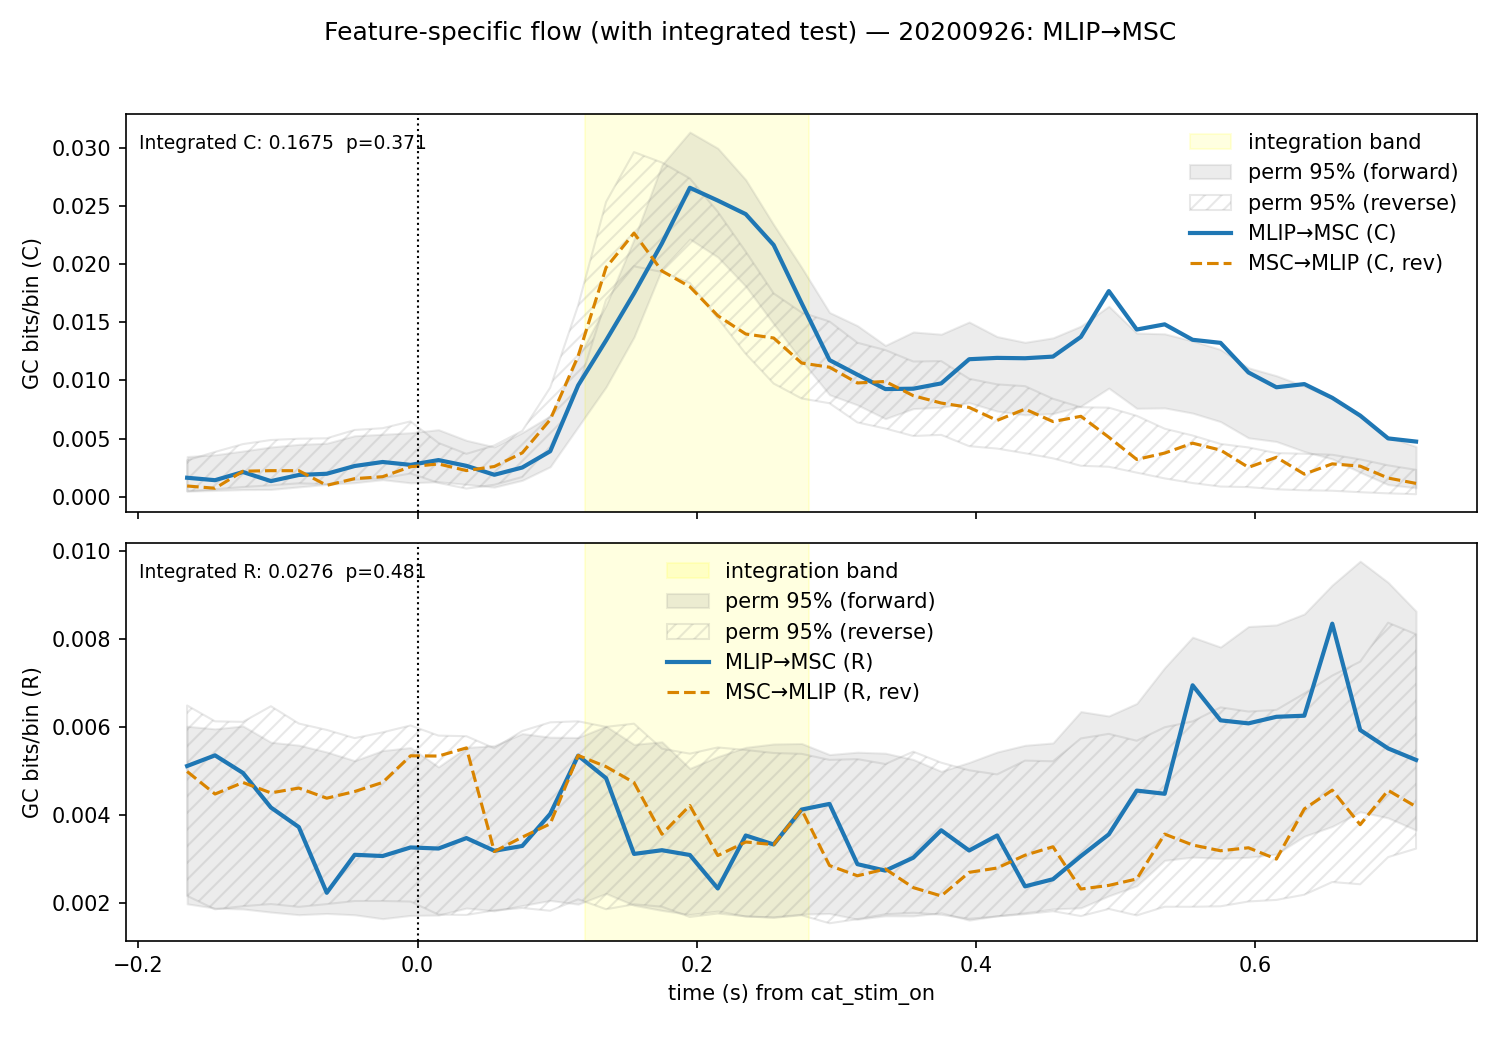 Feature-specific flow (with integrated test) — 20200926: MLIP→MSC
Integrated C: 0.1675  p=0.371
integration band
perm 95% (forward)
perm 95% (reverse)
MLIP→MSC (C)
MSC→MLIP (C, rev)
GC bits/bin (C)
0.030
0.025
0.020
0.015
0.010
0.005
0.000
Integrated R: 0.0276  p=0.481
integration band
perm 95% (forward)
perm 95% (reverse)
MLIP→MSC (R)
MSC→MLIP (R, rev)
GC bits/bin (R)
0.010
0.008
0.006
0.004
0.002
−0.2 0.0 0.2 0.4 0.6
time (s) from cat_stim_on